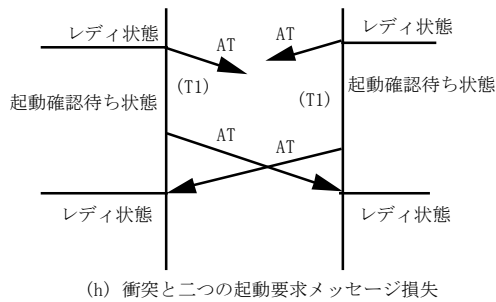 レディ状態 AT AT レディ状態
起動確認待ち状態 (T1) (T1) 起動確認待ち状態
AT AT
レディ状態 レディ状態
(h) 衝突と二つの起動要求メッセージ損失